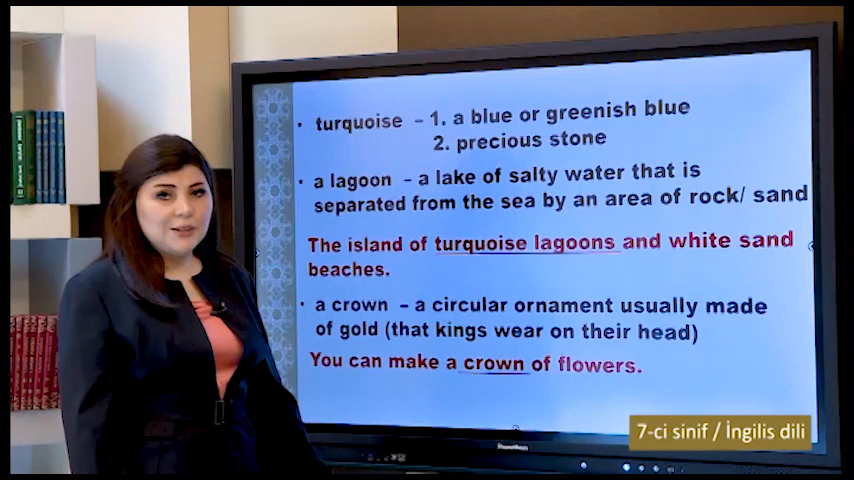 • turquoise – 1. a blue or greenish blue
2. precious stone
• a lagoon – a lake of salty water that is
separated from the sea by an area of rock/ sand
The island of turquoise lagoons and white sand
beaches.
• a crown – a circular ornament usually made
of gold (that kings wear on their head)
You can make a crown of flowers.
7-ci sinif / İngilis dili
Promethean